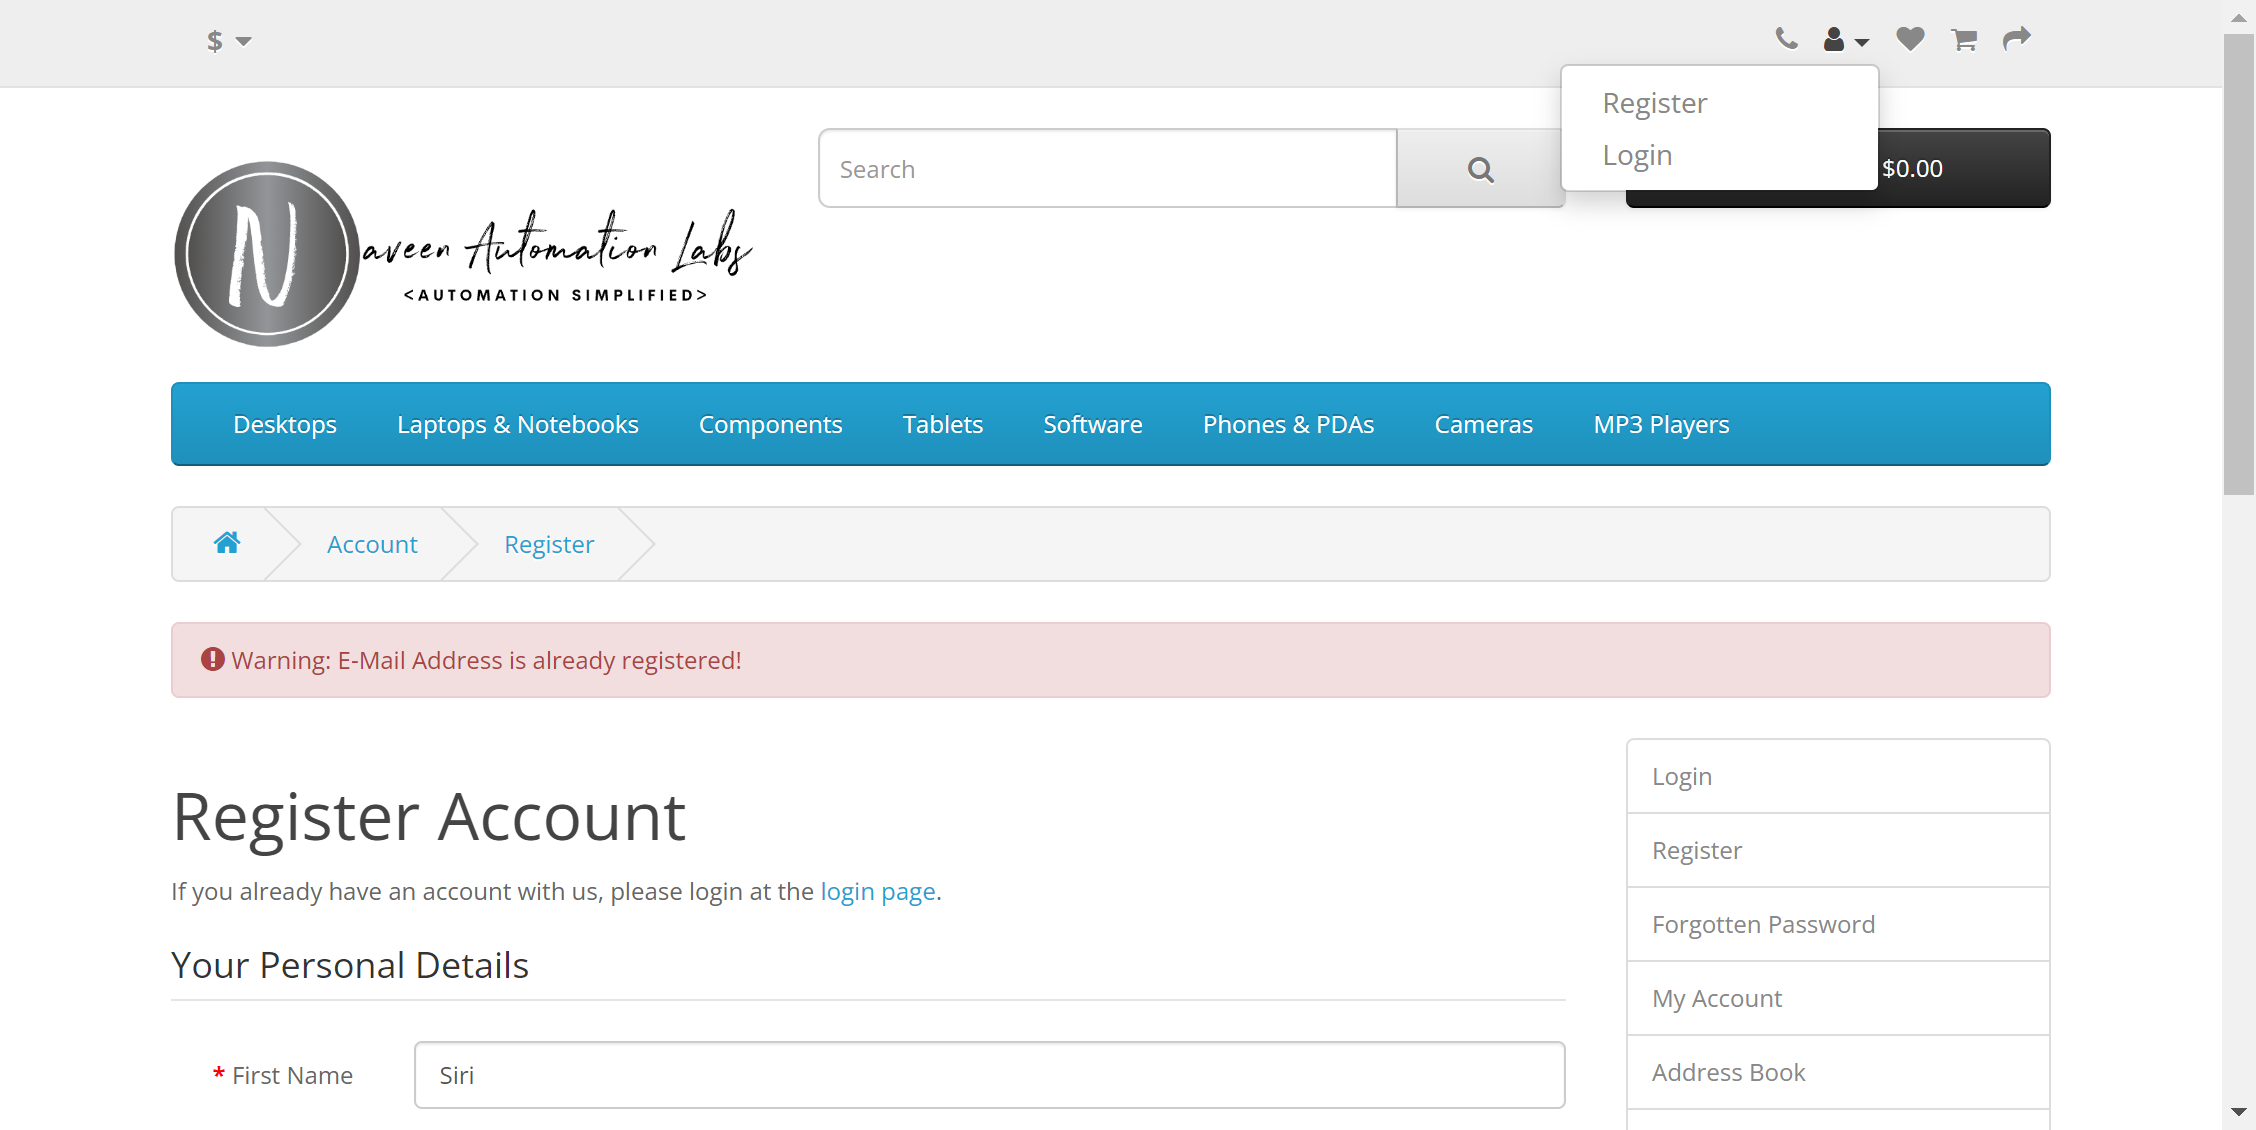 $
Register
Login
Search
$0.00
N
aveen Automation Labs
<AUTOMATION SIMPLIFIED>
Desktops Laptops & Notebooks Components Tablets Software Phones & PDAs Cameras MP3 Players
Account Register
Warning: E-Mail Address is already registered!
Register Account
If you already have an account with us, please login at the login page.
Your Personal Details
* First Name Siri
Login
Register
Forgotten Password
My Account
Address Book